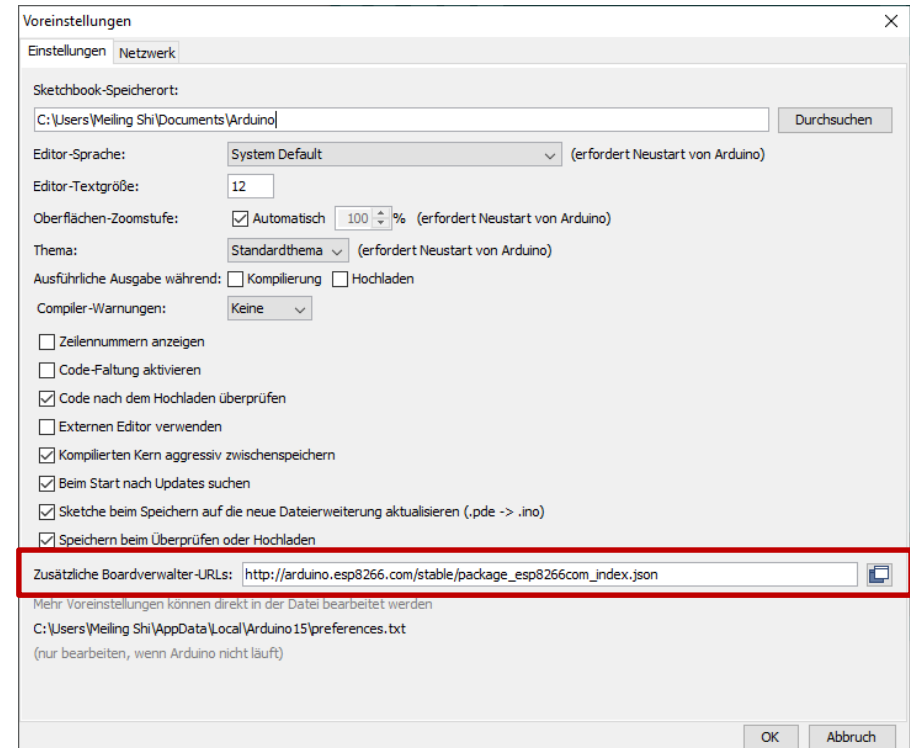 Voreinstellungen
Einstellungen Netzwerk
Sketchbook-Speicherort:
C:\Users\Meiling Shi\Documents\Arduino Durchsuchen
Editor-Sprache: System Default (erfordert Neustart von Arduino)
Editor-Textgröße: 12
Oberflächen-Zoomstufe: Automatisch 100 % (erfordert Neustart von Arduino)
Thema: Standardthema (erfordert Neustart von Arduino)
Ausführliche Ausgabe während: Kompilierung Hochladen
Compiler-Warnungen: Keine
Zeilennummern anzeigen
Code-Faltung aktivieren
Code nach dem Hochladen überprüfen
Externen Editor verwenden
Kompilierten Kern aggressiv zwischenspeichern
Beim Start nach Updates suchen
Sketche beim Speichern auf die neue Dateierweiterung aktualisieren (.pde -> .ino)
Speichern beim Überprüfen oder Hochladen
Zusätzliche Boardverwalter-URLs: http://arduino.esp8266.com/stable/package_esp8266com_index.json
Mehr Voreinstellungen können direkt in der Datei bearbeitet werden
C:\Users\Meiling Shi\AppData\Local\Arduino15\preferences.txt
(nur bearbeiten, wenn Arduino nicht läuft)
OK Abbruch